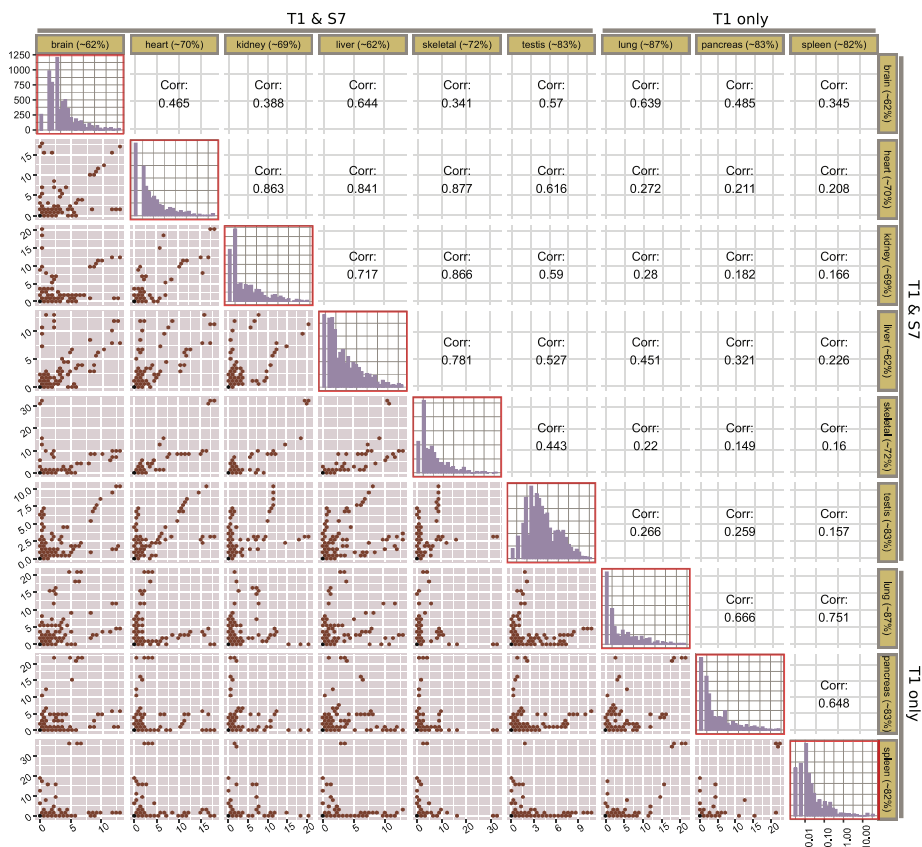 T1 & S7
T1 only
brain (~62%)
heart (~70%)
kidney (~69%)
liver (~62%)
skeletal (~72%)
testis (~83%)
lung (~87%)
pancreas (~83%)
spleen (~82%)
1250
1000
750
500
250
0
Corr:
0.465
Corr:
0.388
Corr:
0.644
Corr:
0.341
Corr:
0.57
Corr:
0.639
Corr:
0.485
Corr:
0.345
brain (~62%)
15
10
5
0
Corr:
0.863
Corr:
0.841
Corr:
0.877
Corr:
0.616
Corr:
0.272
Corr:
0.211
Corr:
0.208
heart (~70%)
20
15
10
5
0
Corr:
0.717
Corr:
0.866
Corr:
0.59
Corr:
0.28
Corr:
0.182
Corr:
0.166
kidney (~69%)
T1 & S7
10
5
0
Corr:
0.781
Corr:
0.527
Corr:
0.451
Corr:
0.321
Corr:
0.226
liver (~62%)
30
20
10
0
Corr:
0.443
Corr:
0.22
Corr:
0.149
Corr:
0.16
skeletal (~72%)
10.0
7.5
5.0
2.5
0.0
Corr:
0.266
Corr:
0.259
Corr:
0.157
testis (~83%)
20
15
10
5
0
Corr:
0.666
Corr:
0.751
lung (~87%)
20
15
10
5
0
Corr:
0.648
pancreas (~83%)
T1 only
30
20
10
0
spleen (~82%)
0 5 10
0 5 10 15
0 5 10 15 20
0 5 10
0 10 20 30
0 3 6 9
0 5 10 15 20
0 5 10 15 20
0.01 0.10 1.00 10.00